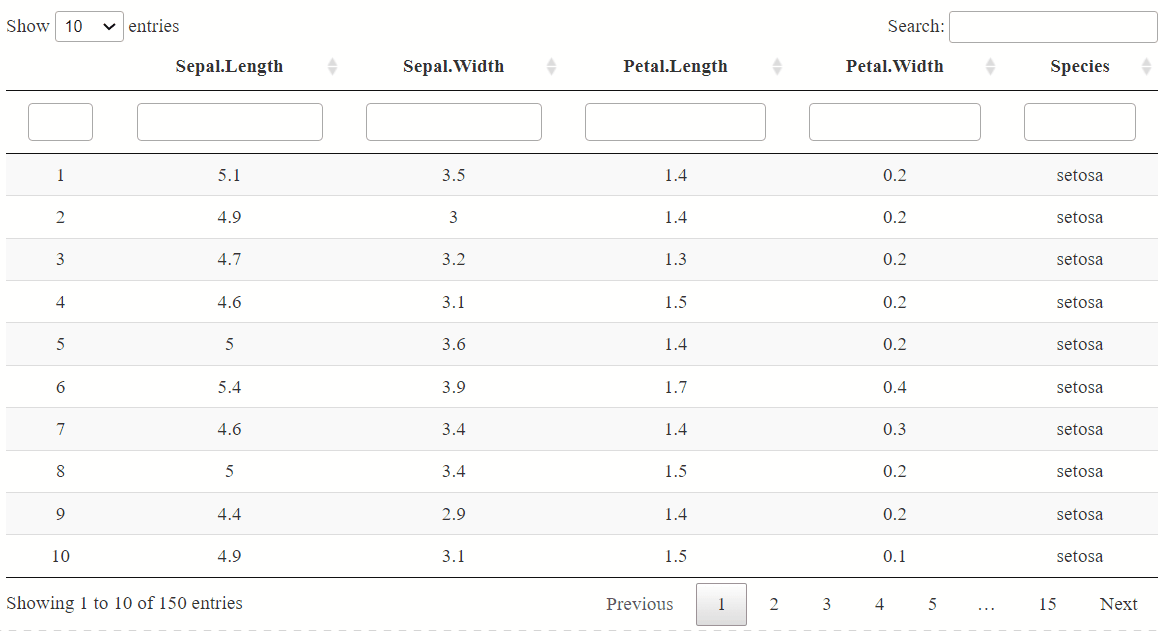 Show 10 entries Search:
Sepal.Length Sepal.Width Petal.Length Petal.Width Species
1 5.1 3.5 1.4 0.2 setosa
2 4.9 3 1.4 0.2 setosa
3 4.7 3.2 1.3 0.2 setosa
4 4.6 3.1 1.5 0.2 setosa
5 5 3.6 1.4 0.2 setosa
6 5.4 3.9 1.7 0.4 setosa
7 4.6 3.4 1.4 0.3 setosa
8 5 3.4 1.5 0.2 setosa
9 4.4 2.9 1.4 0.2 setosa
10 4.9 3.1 1.5 0.1 setosa
Showing 1 to 10 of 150 entries Previous 1 2 3 4 5 ... 15 Next